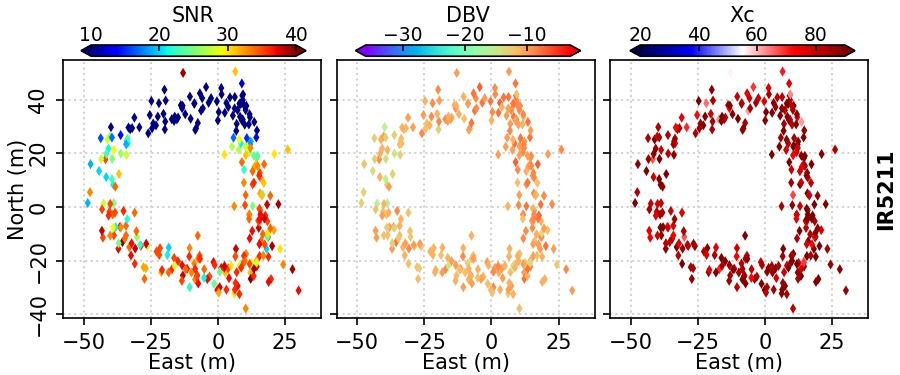 SNR DBV Xc
10 20 30 40 −30 −20 −10 20 40 60 80
North (m)
40
20
0
−20
−40
−50 −25 0 25 −50 −25 0 25 −50 −25 0 25
East (m) East (m) East (m)
IR5211